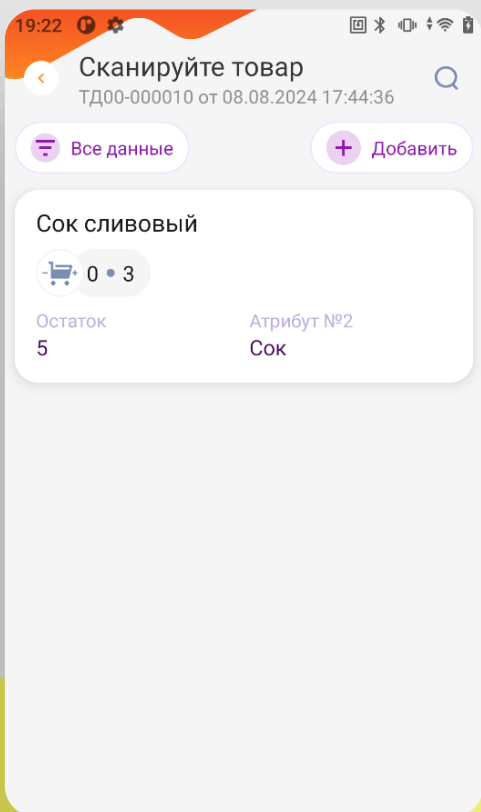 19:22
Сканируйте товар
ТД00-000010 от 08.08.2024 17:44:36
Все данные
Добавить
Сок сливовый
0 • 3
Остаток Атрибут №2
5 Сок